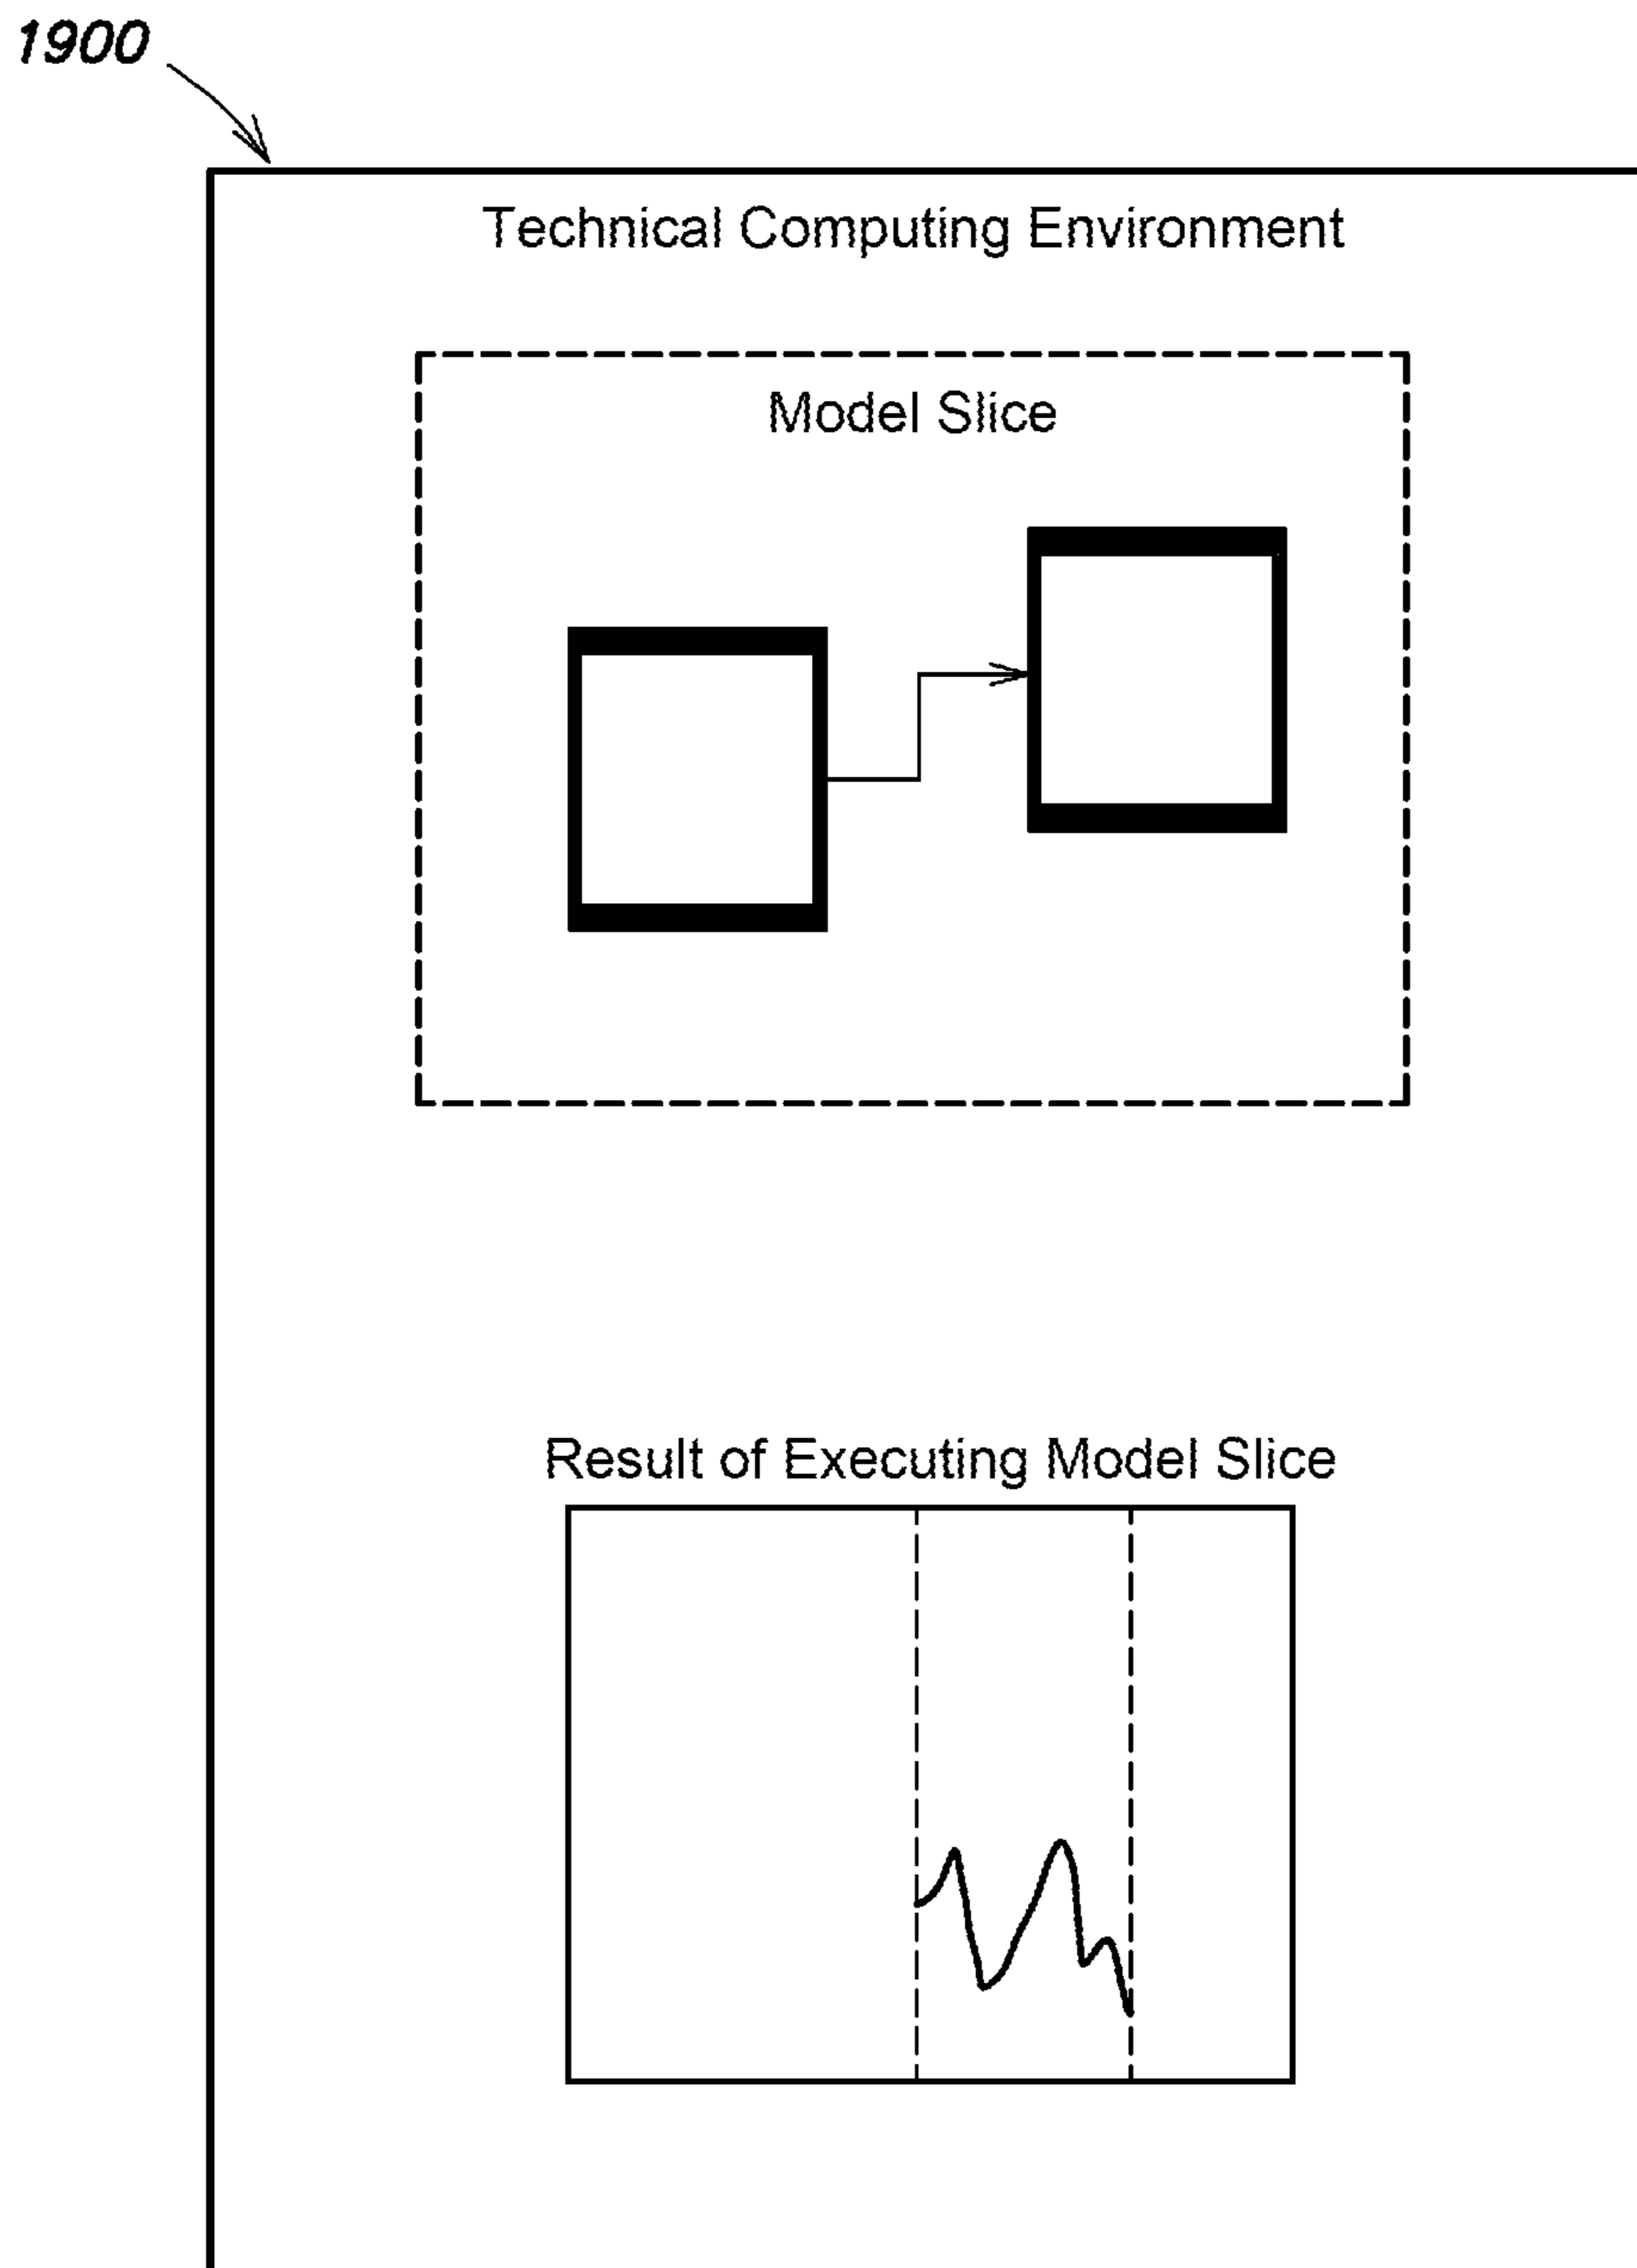 1900
Technical Computing Environment
Model Slice
Result of Executing Model Slice